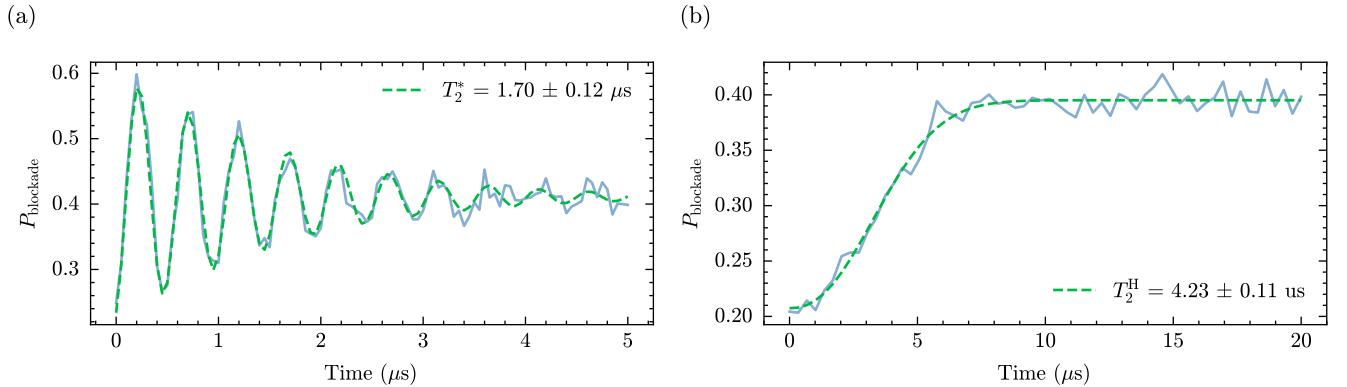 (a)
(b)
0.6
0.5
0.4
0.3
P_blockade
T_2^* = 1.70 ± 0.12 μs
0 1 2 3 4 5
Time (μs)
0.40
0.35
0.30
0.25
0.20
P_blockade
T_2^H = 4.23 ± 0.11 us
0 5 10 15 20
Time (μs)